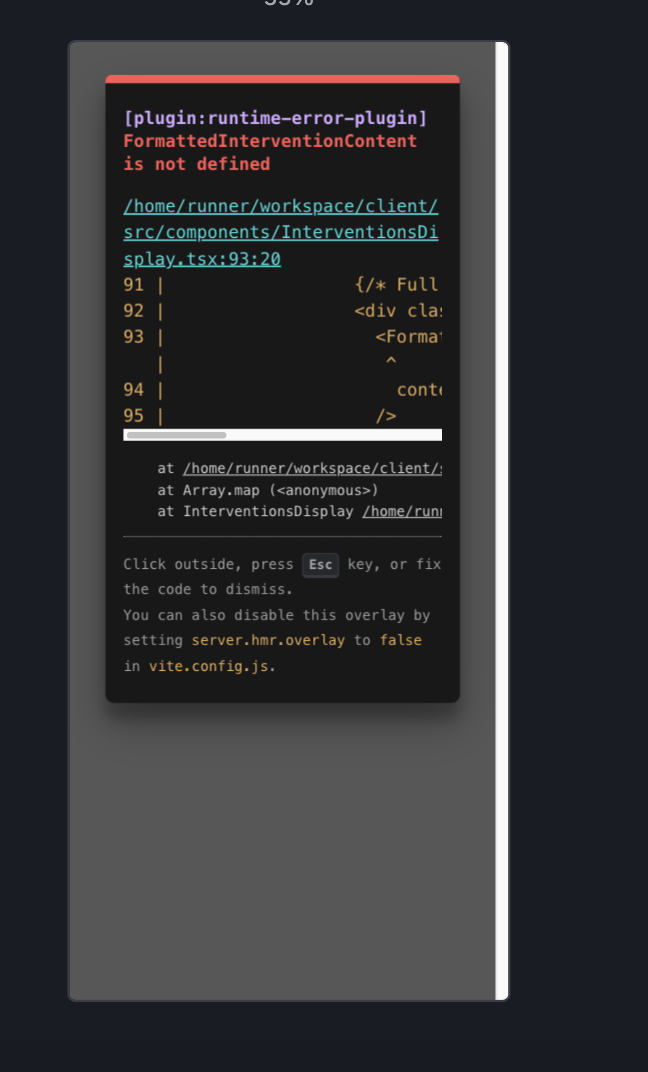 [plugin:runtime-error-plugin]
FormattedInterventionContent
is not defined
/home/runner/workspace/client/
src/components/InterventionsDi
splay.tsx:93:20
91 | {/* Full
92 | <div clas
93 | <Format
| ^
94 | conte
95 | />
at /home/runner/workspace/client/s
at Array.map (<anonymous>)
at InterventionsDisplay /home/runn
Click outside, press Esc key, or fix
the code to dismiss.
You can also disable this overlay by
setting server.hmr.overlay to false
in vite.config.js.